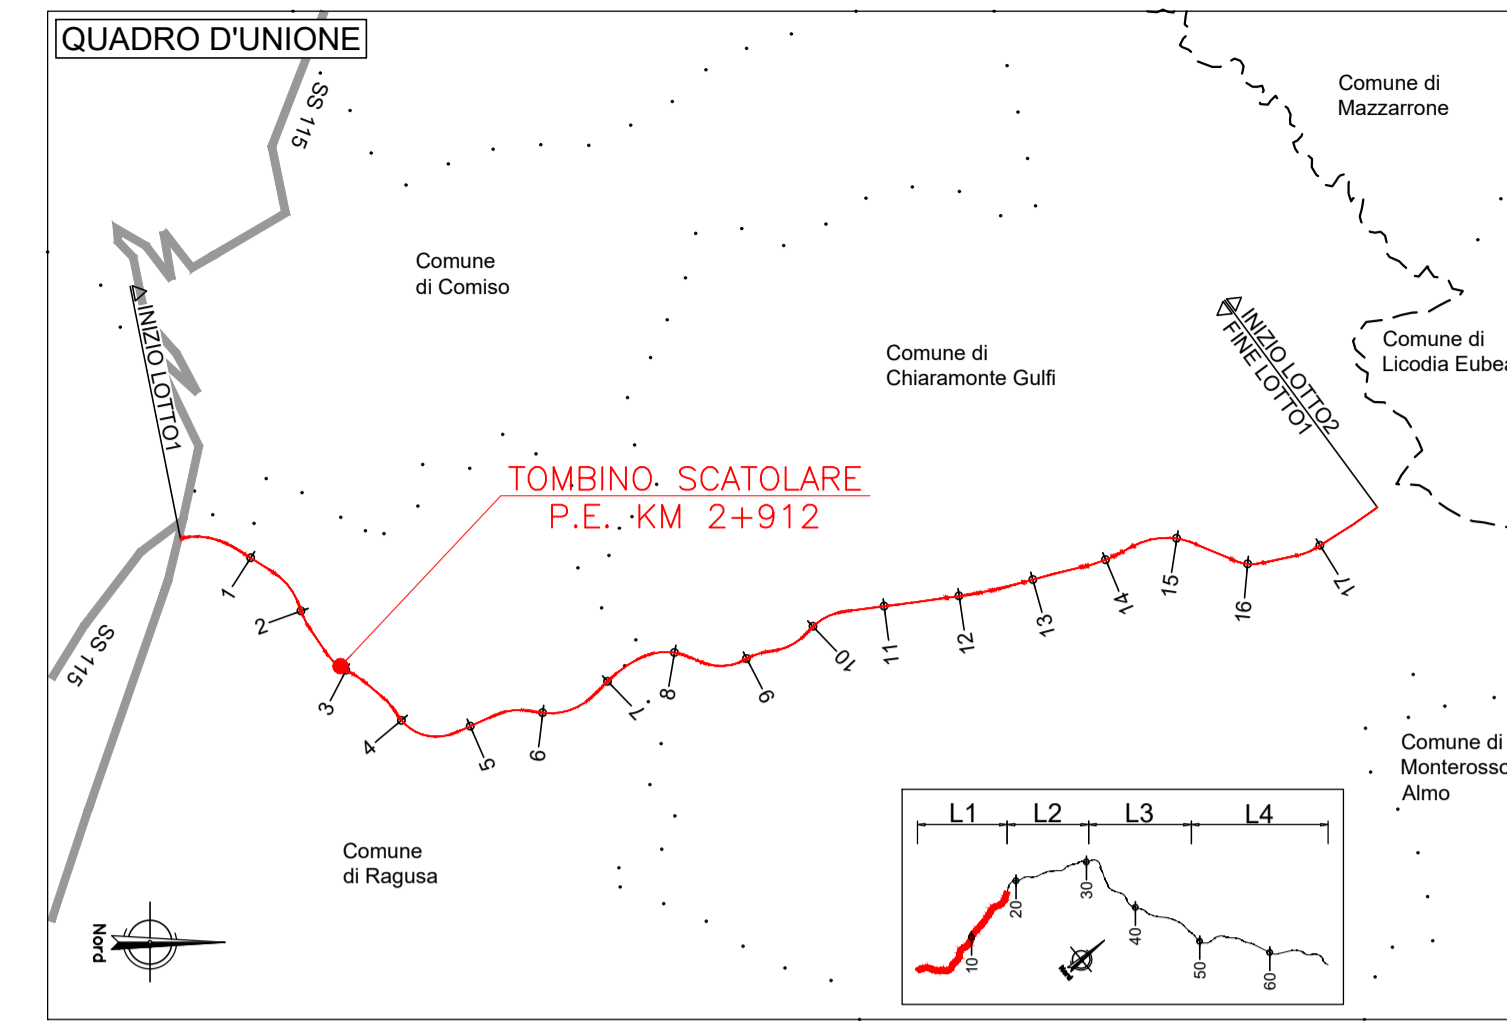 QUADRO D'UNIONE
SS 115
Comune di
Mazzarrone
Comune
di Comiso
INIZIO LOTTO1
Comune di
Chiaramonte Gulfi
INIZIO LOTTO2
FINE LOTTO1
Comune di
Licodia Eubea
TOMBINO SCATOLARE
P.E. KM 2+912
1
2
3
4
5
6
7
8
9
10
11
12
13
14
15
16
17
SS 115
Comune di
Monterosso
Almo
Comune
di Ragusa
Nord
L1 L2 L3 L4
10
20
30
40
50
60